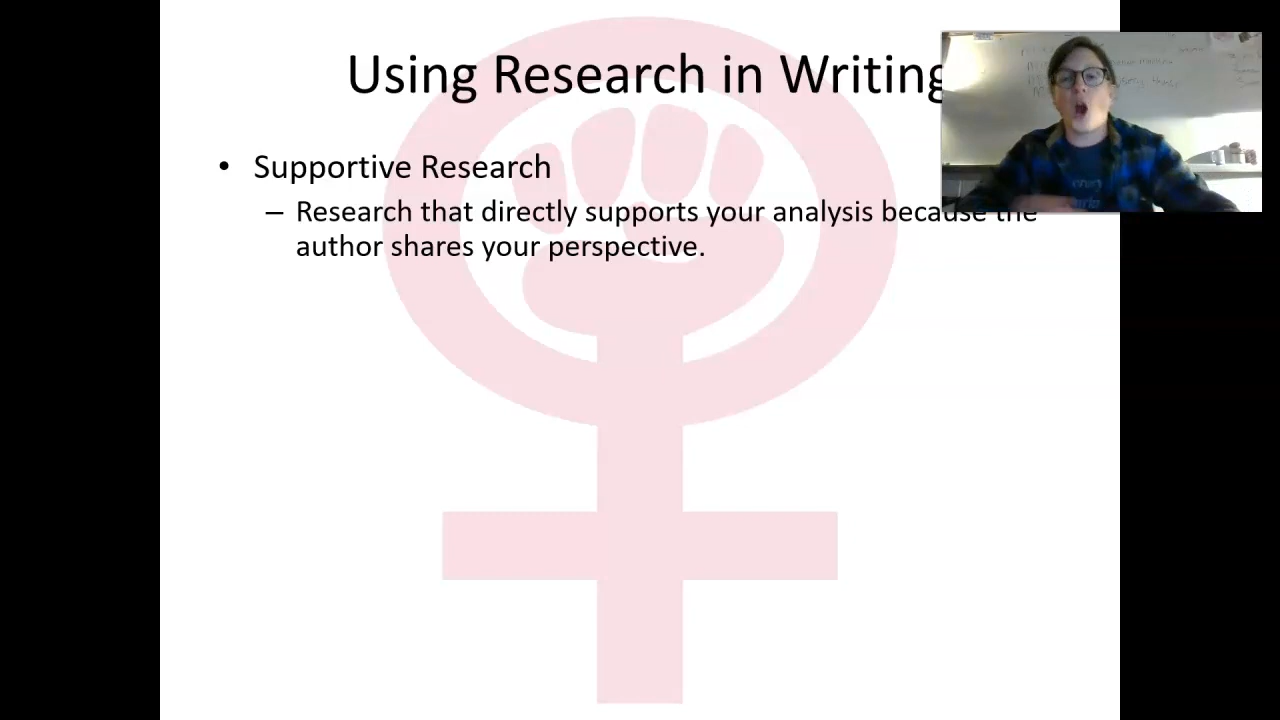 Using Research in Writing
• Supportive Research
– Research that directly supports your analysis because the
author shares your perspective.